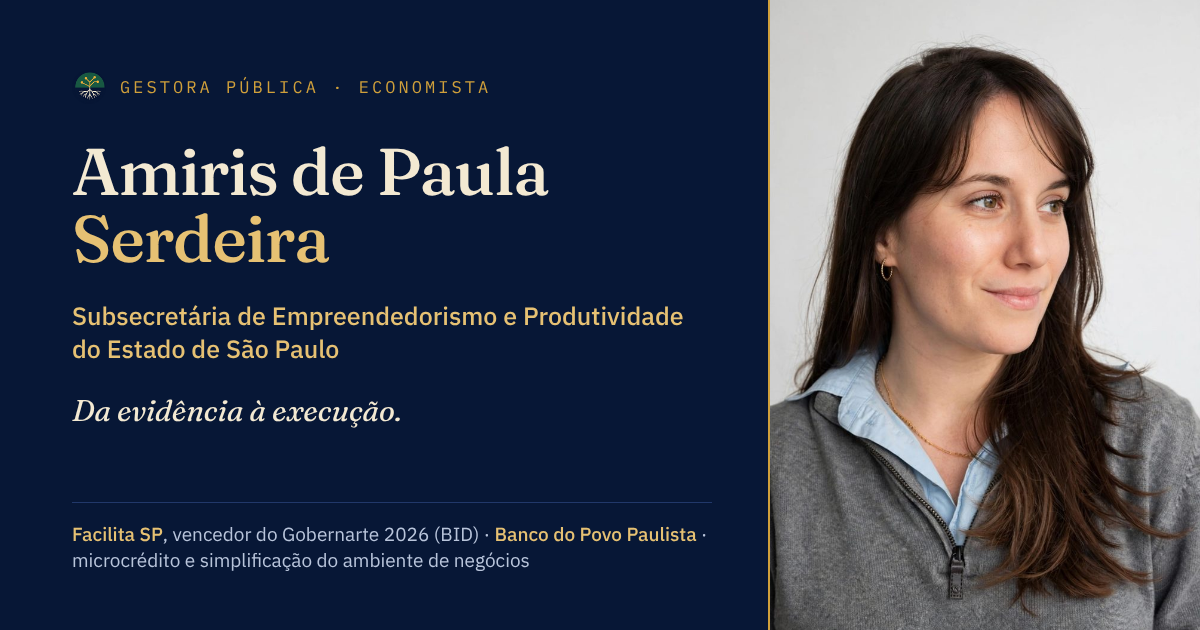 GESTORA PÚBLICA · ECONOMISTA
Amiris de Paula
Serdeira
Subsecretária de Empreendedorismo e Produtividade
do Estado de São Paulo
Da evidência à execução.
Facilita SP, vencedor do Gobernarte 2026 (BID) · Banco do Povo Paulista ·
microcrédito e simplificação do ambiente de negócios